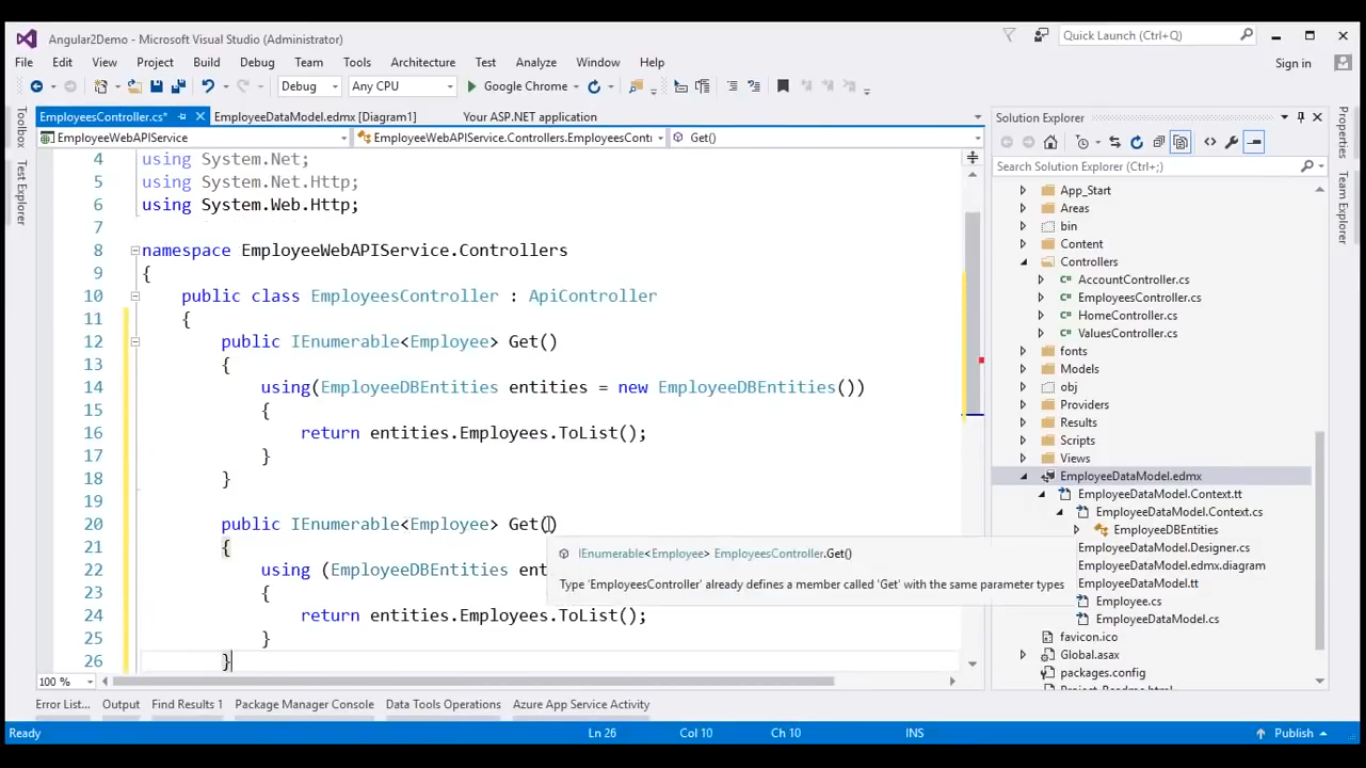 Angular2Demo - Microsoft Visual Studio (Administrator)
Quick Launch (Ctrl+Q)
File Edit View Project Build Debug Team Tools Architecture Test Analyze Window Help
Sign in
Debug Any CPU Google Chrome
EmployeesController.cs* EmployeeDataModel.edmx [Diagram1] Your ASP.NET application
EmployeeWebAPIService EmployeeWebAPIService.Controllers.EmployeesConti Get()
Toolbox
Test Explorer
4 using System.Net;
5 using System.Net.Http;
6 using System.Web.Http;
7
8 namespace EmployeeWebAPIService.Controllers
9 {
10 public class EmployeesController : ApiController
11 {
12 public IEnumerable<Employee> Get()
13 {
14 using(EmployeeDBEntities entities = new EmployeeDBEntities())
15 {
16 return entities.Employees.ToList();
17 }
18 }
19
20 public IEnumerable<Employee> Get()
21 {
22 using (EmployeeDBEntities ent
23 {
24 return entities.Employees.ToList();
25 }
26 }
IEnumerable<Employee> EmployeesController.Get()
Type 'EmployeesController' already defines a member called 'Get' with the same parameter types
100 %
Solution Explorer
Search Solution Explorer (Ctrl+;)
App_Start
Areas
bin
Content
Controllers
C# AccountController.cs
C# EmployeesController.cs
C# HomeController.cs
C# ValuesController.cs
fonts
Models
obj
Providers
Results
Scripts
Views
EmployeeDataModel.edmx
EmployeeDataModel.Context.tt
EmployeeDataModel.Context.cs
EmployeeDBEntities
EmployeeDataModel.Designer.cs
EmployeeDataModel.edmx.diagram
EmployeeDataModel.tt
Employee.cs
EmployeeDataModel.cs
favicon.ico
Global.asax
packages.config
Project_Readme.html
Properties
Team Explorer
Error List... Output Find Results 1 Package Manager Console Data Tools Operations Azure App Service Activity
Ready Ln 26 Col 10 Ch 10 INS Publish